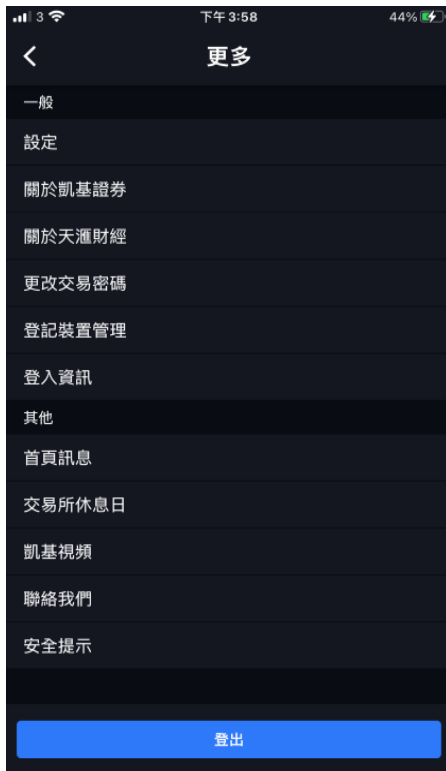 3 下午 3:58 44%
更多
一般
設定
關於凱基證券
關於天滙財經
更改交易密碼
登記裝置管理
登入資訊
其他
首頁訊息
交易所休息日
凱基視頻
聯絡我們
安全提示
登出